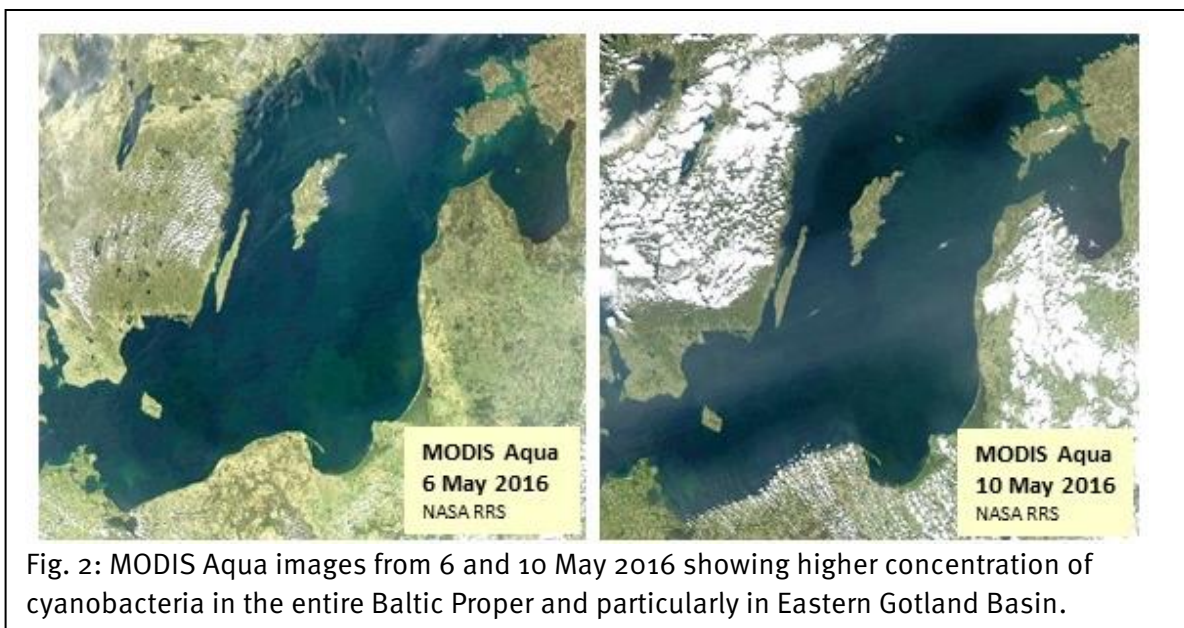 MODIS Aqua
6 May 2016
NASA RRS
MODIS Aqua
10 May 2016
NASA RRS
Fig. 2: MODIS Aqua images from 6 and 10 May 2016 showing higher concentration of
cyanobacteria in the entire Baltic Proper and particularly in Eastern Gotland Basin.